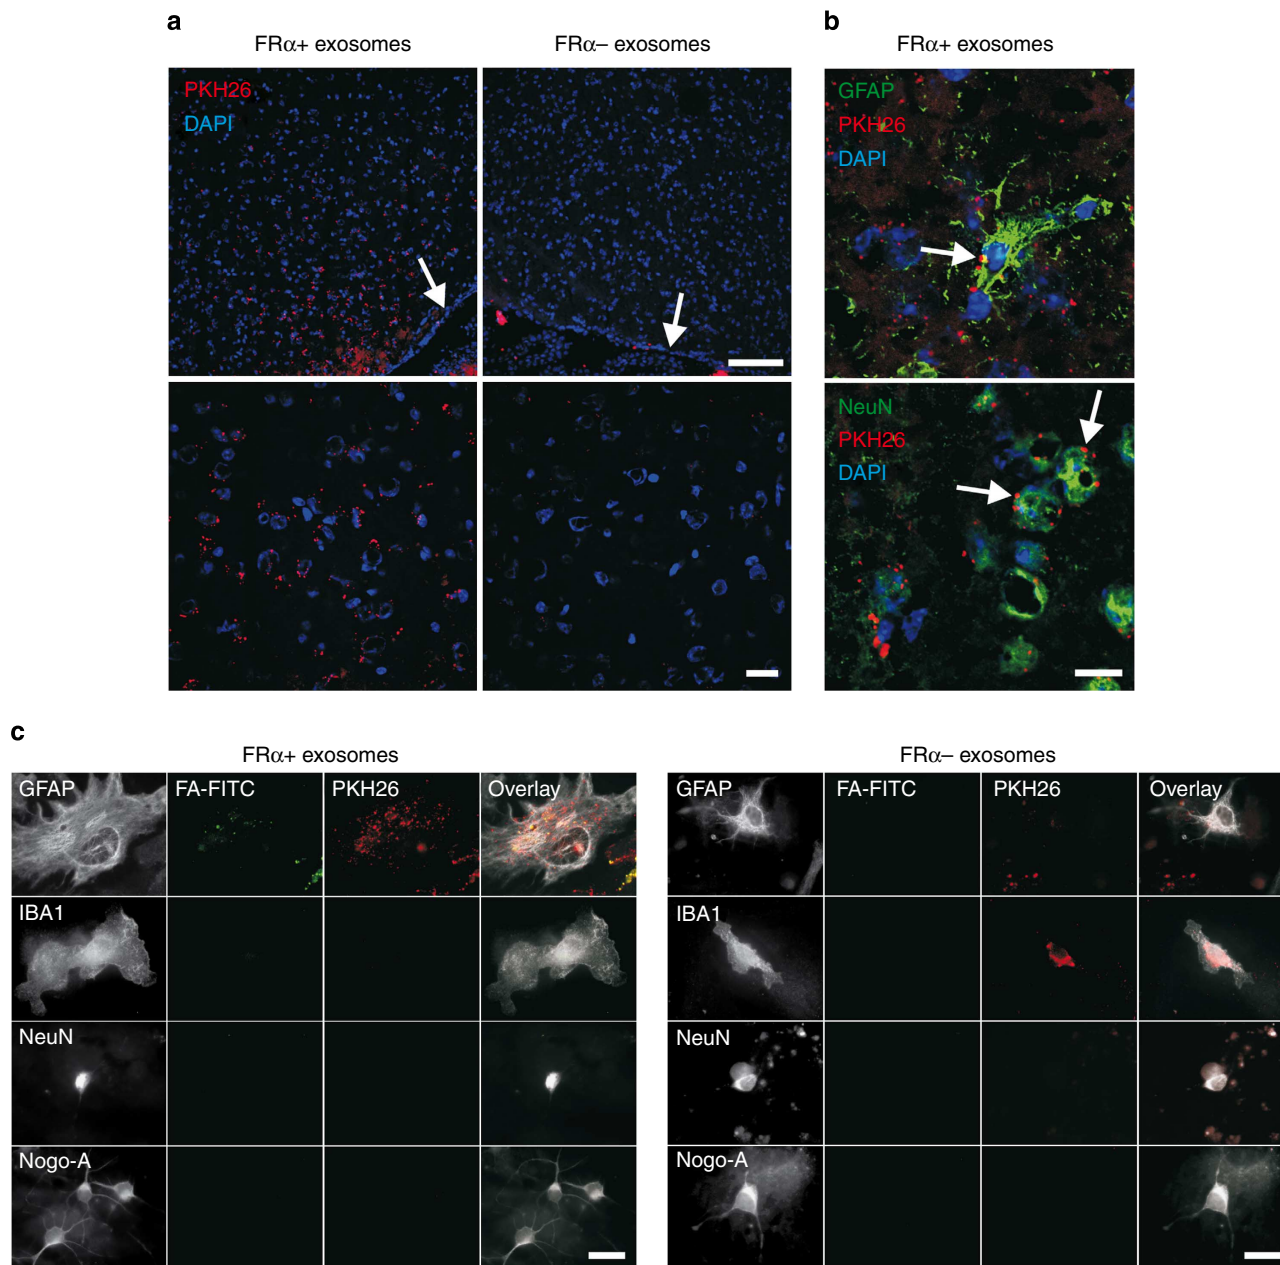 a
FRα+ exosomes
FRα− exosomes
PKH26
DAPI
b
FRα+ exosomes
GFAP
PKH26
DAPI
NeuN
PKH26
DAPI
c
FRα+ exosomes
GFAP
FA-FITC
PKH26
Overlay
IBA1
NeuN
Nogo-A
FRα− exosomes
GFAP
FA-FITC
PKH26
Overlay
IBA1
NeuN
Nogo-A